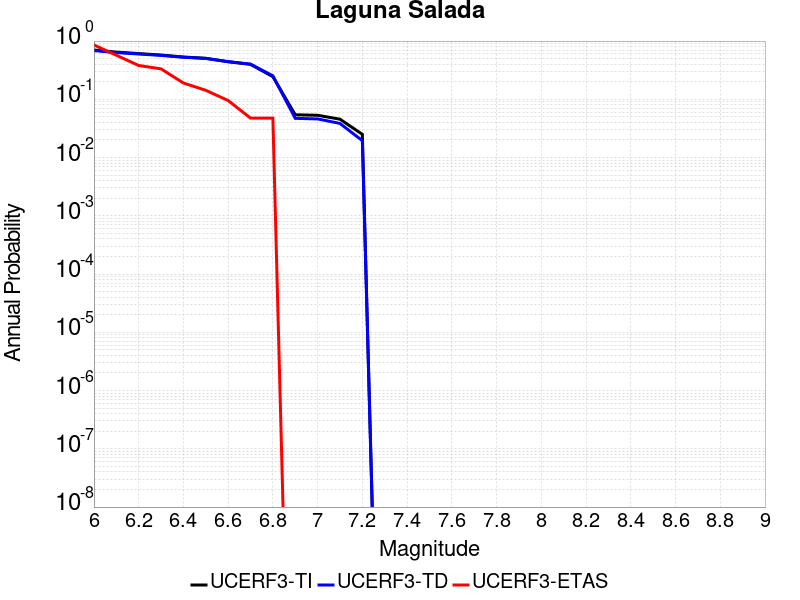 Laguna Salada
10^0
10^-1
10^-2
10^-3
10^-4
10^-5
10^-6
10^-7
10^-8
Annual Probability
6 6.2 6.4 6.6 6.8 7 7.2 7.4 7.6 7.8 8 8.2 8.4 8.6 8.8 9
Magnitude
UCERF3-TI UCERF3-TD UCERF3-ETAS